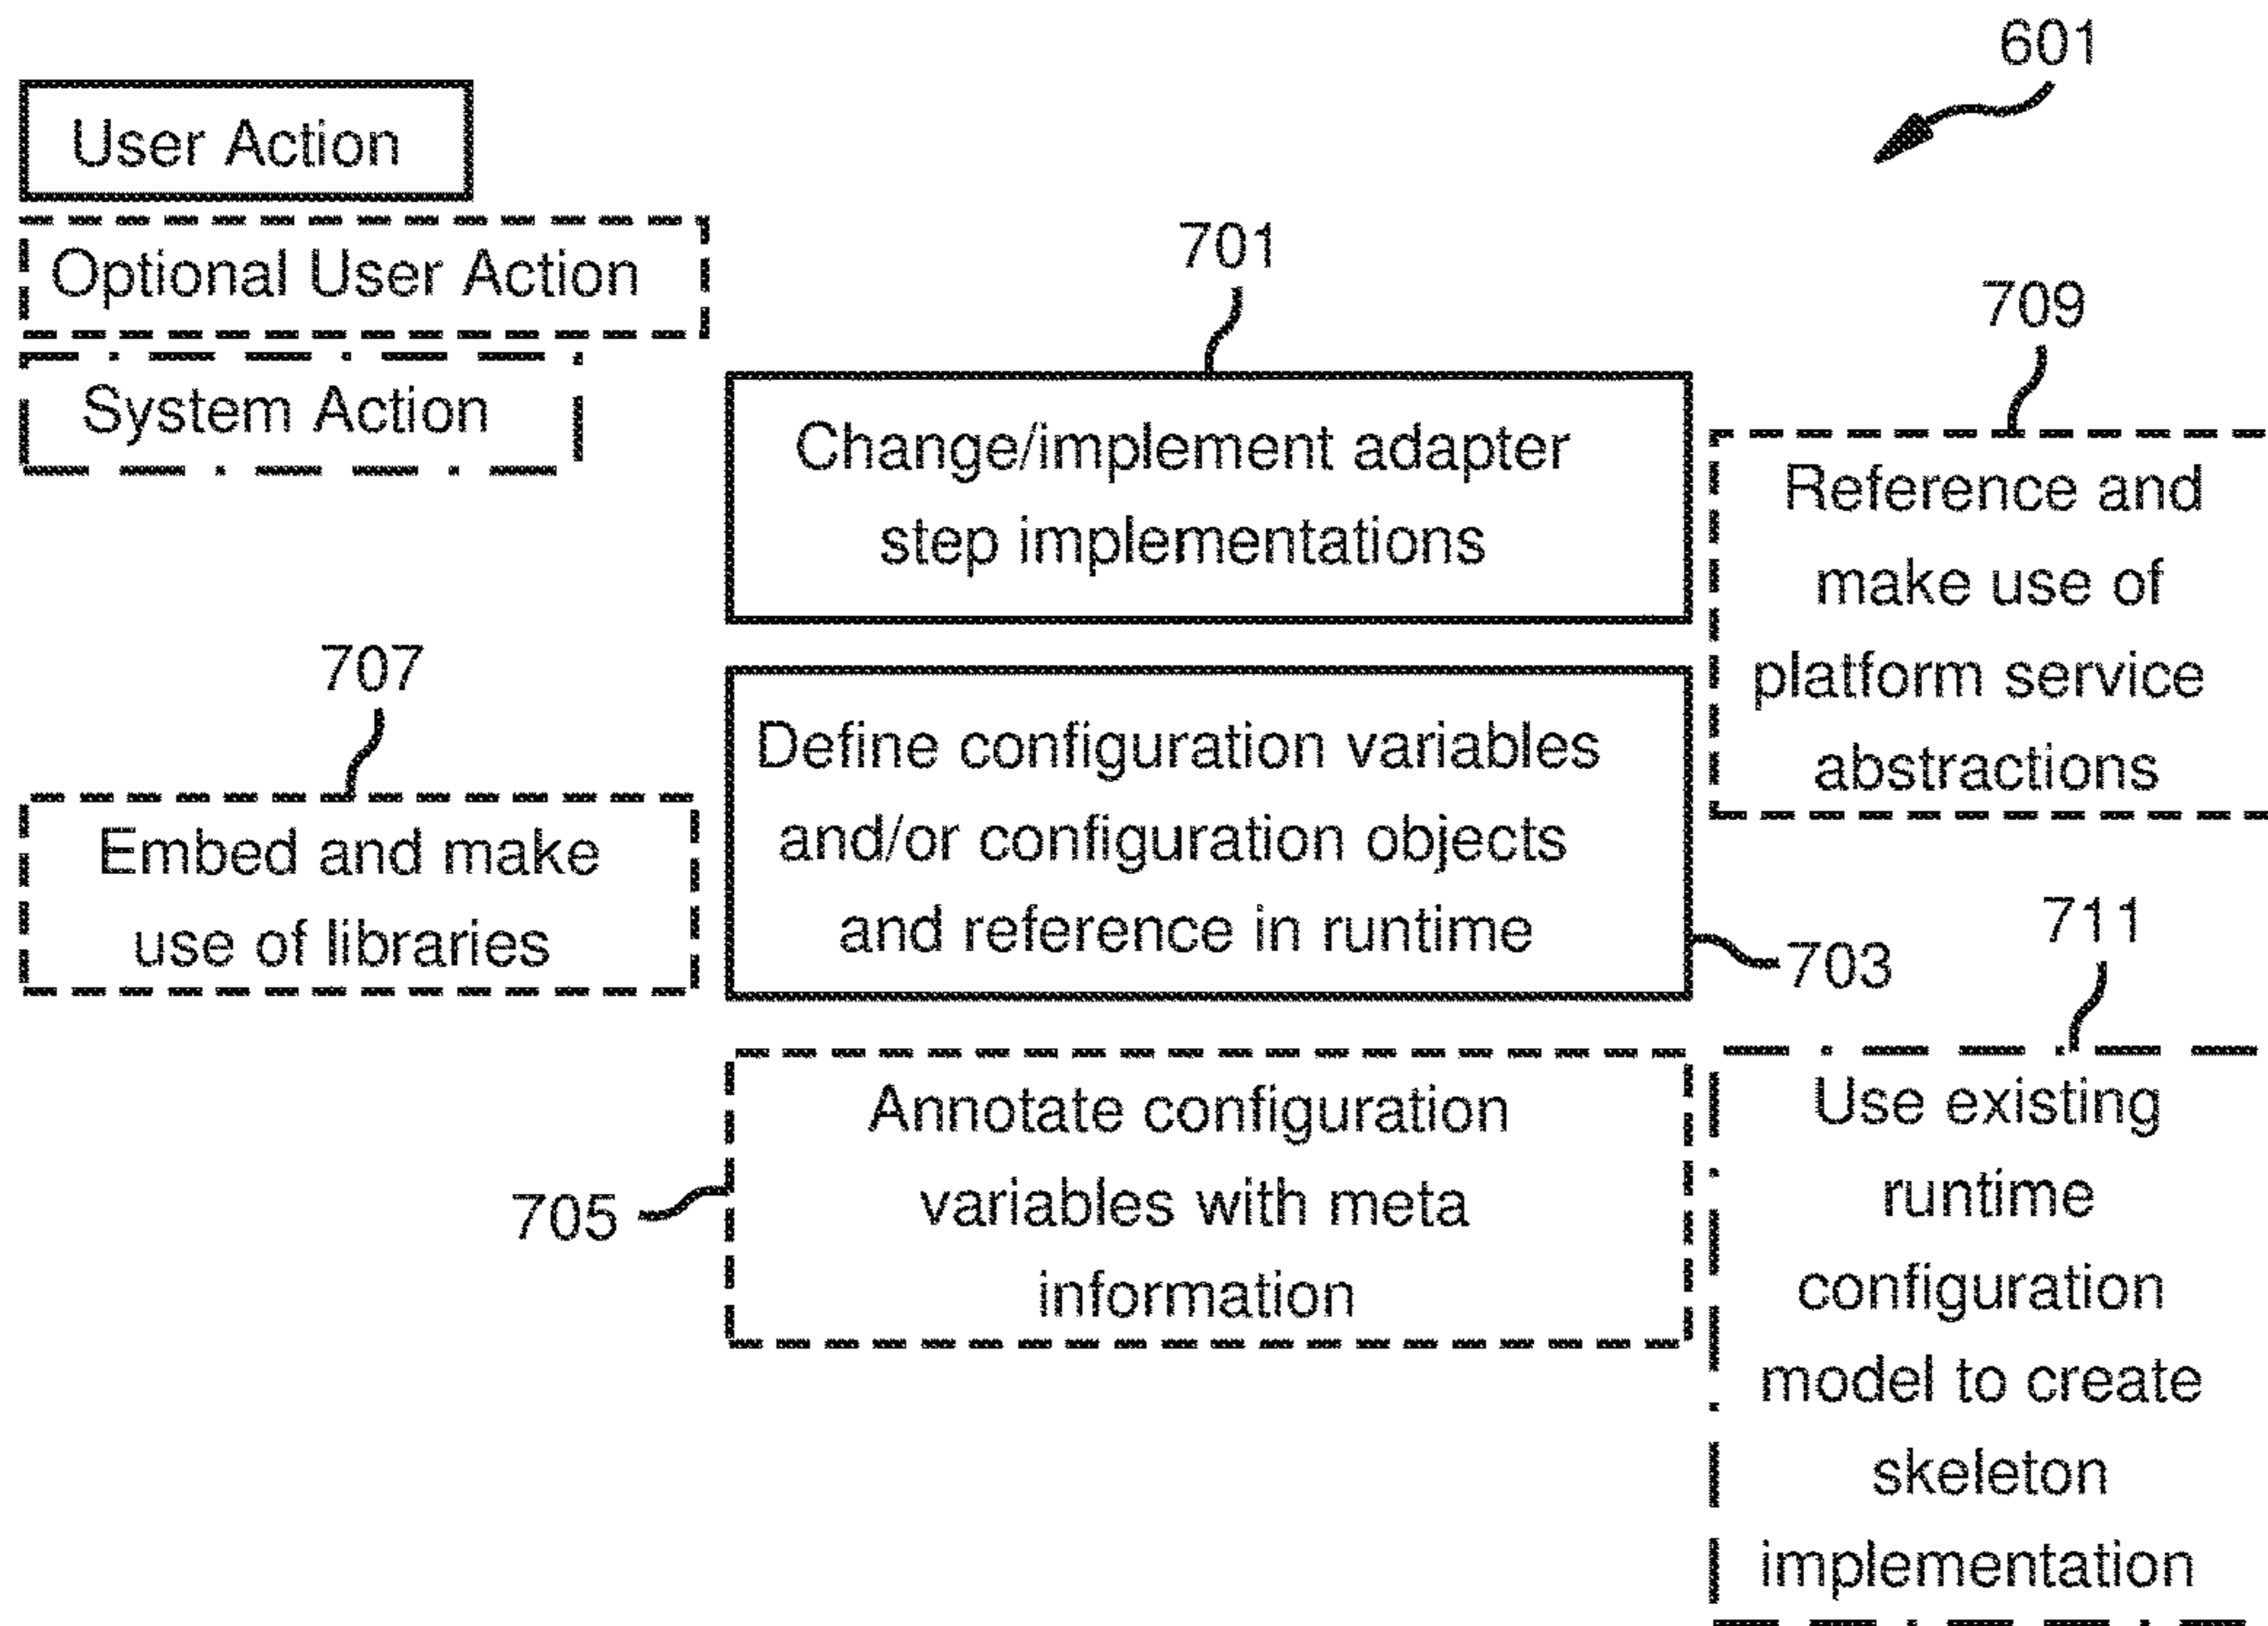 601
User Action
Optional User Action
System Action
701
Change/implement adapter
step implementations
709
Reference and
make use of
platform service
abstractions
707
Embed and make
use of libraries
Define configuration variables
and/or configuration objects
and reference in runtime
703
705
Annotate configuration
variables with meta
information
711
Use existing
runtime
configuration
model to create
skeleton
implementation